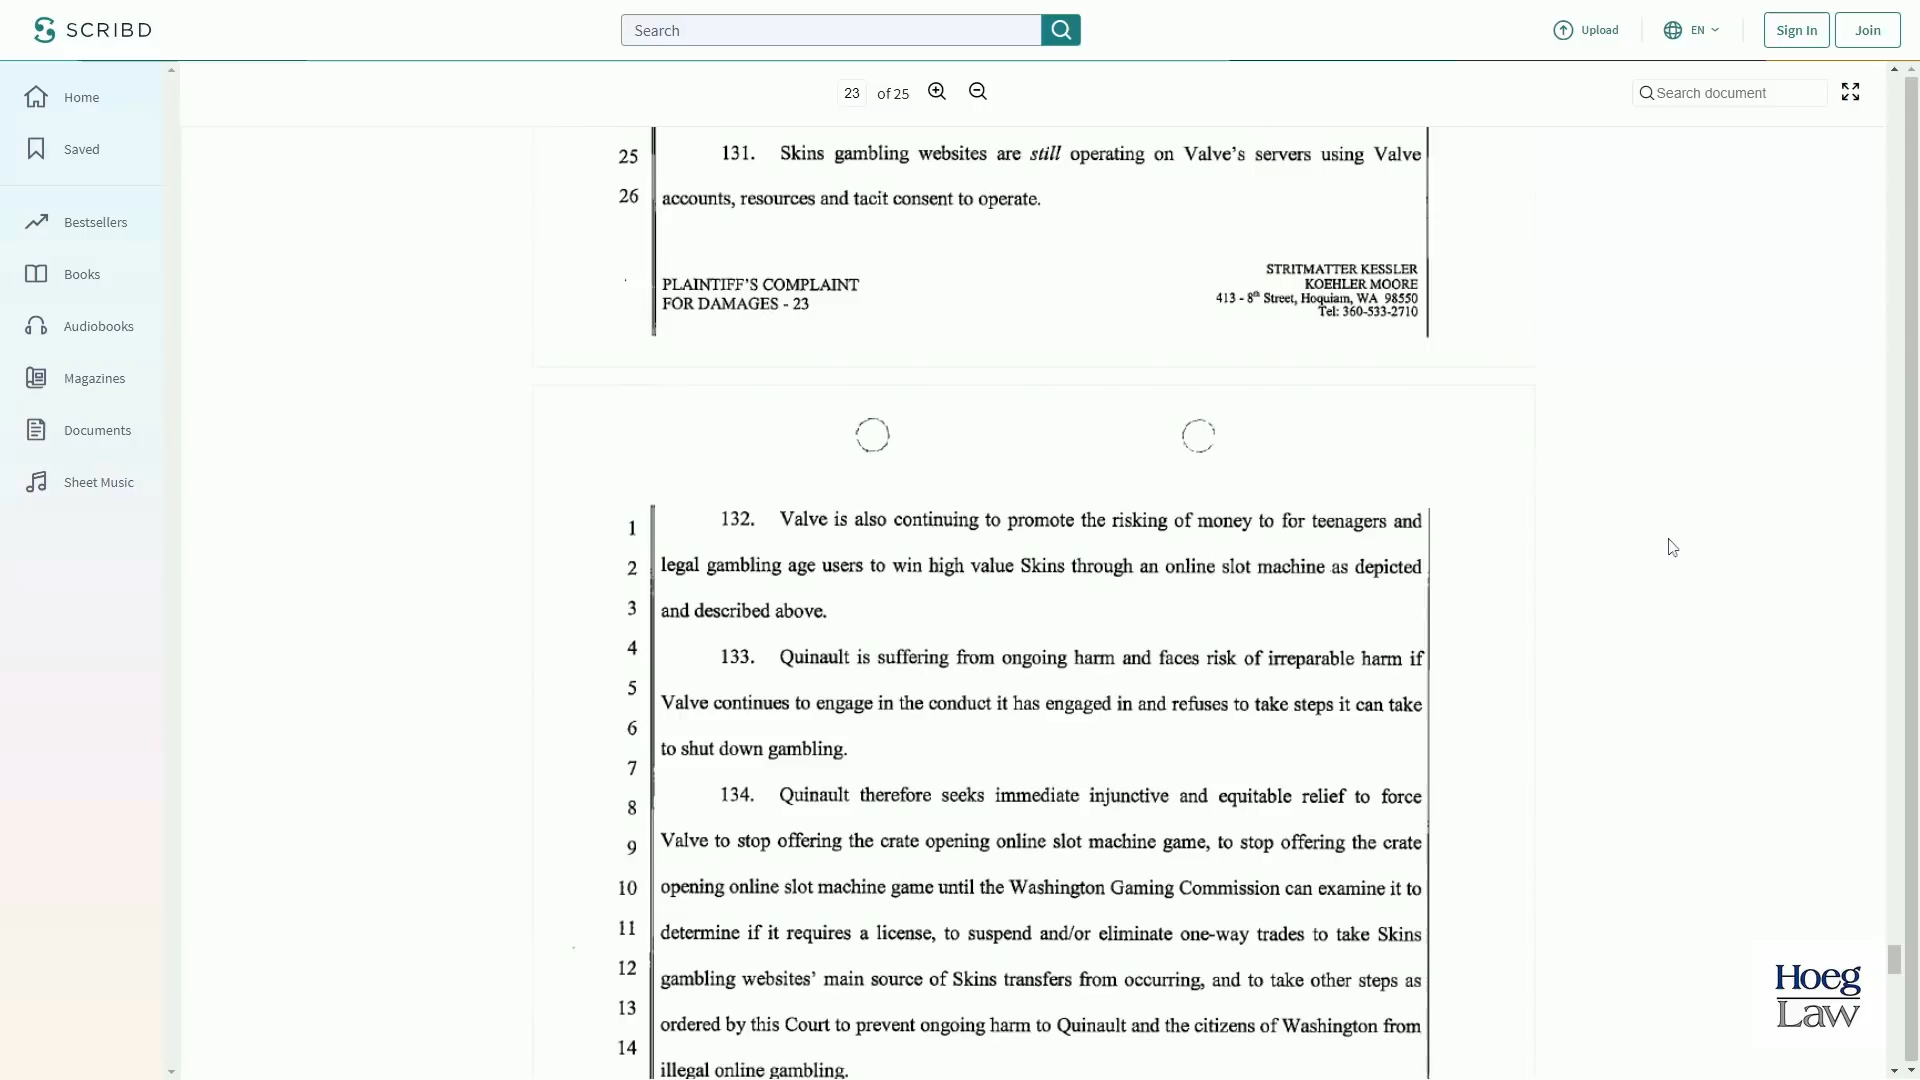 SCRIBD
Search
Upload
EN
Sign In
Join
Home
Saved
Bestsellers
Books
Audiobooks
Magazines
Documents
Sheet Music
23 of 25
Search document
25 131. Skins gambling websites are still operating on Valve's servers using Valve
26 accounts, resources and tacit consent to operate.
PLAINTIFF'S COMPLAINT
FOR DAMAGES - 23
STRITMATTER KESSLER
KOEHLER MOORE
413 - 8th Street, Hoquiam, WA 98550
Tel: 360-533-2710
1 132. Valve is also continuing to promote the risking of money to for teenagers and
2 legal gambling age users to win high value Skins through an online slot machine as depicted
3 and described above.
4 133. Quinault is suffering from ongoing harm and faces risk of irreparable harm if
5 Valve continues to engage in the conduct it has engaged in and refuses to take steps it can take
6 to shut down gambling.
7
8 134. Quinault therefore seeks immediate injunctive and equitable relief to force
9 Valve to stop offering the crate opening online slot machine game, to stop offering the crate
10 opening online slot machine game until the Washington Gaming Commission can examine it to
11 determine if it requires a license, to suspend and/or eliminate one-way trades to take Skins
12 gambling websites' main source of Skins transfers from occurring, and to take other steps as
13 ordered by this Court to prevent ongoing harm to Quinault and the citizens of Washington from
14 illegal online gambling.
Hoeg
Law